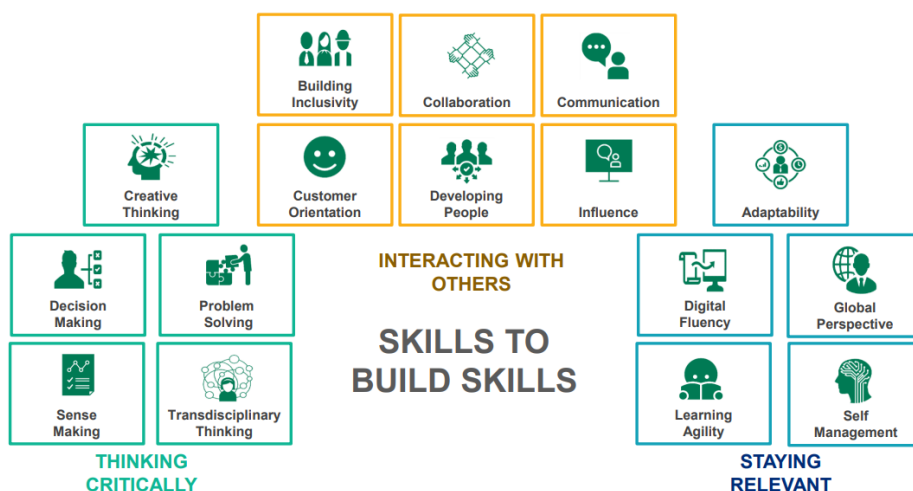 Building
Inclusivity
Collaboration
Communication
Creative
Thinking
Customer
Orientation
Developing
People
Influence
Adaptability
Decision
Making
Problem
Solving
INTERACTING WITH
OTHERS
Digital
Fluency
Global
Perspective
SKILLS TO
BUILD SKILLS
Sense
Making
Transdisciplinary
Thinking
Learning
Agility
Self
Management
THINKING
CRITICALLY
STAYING
RELEVANT